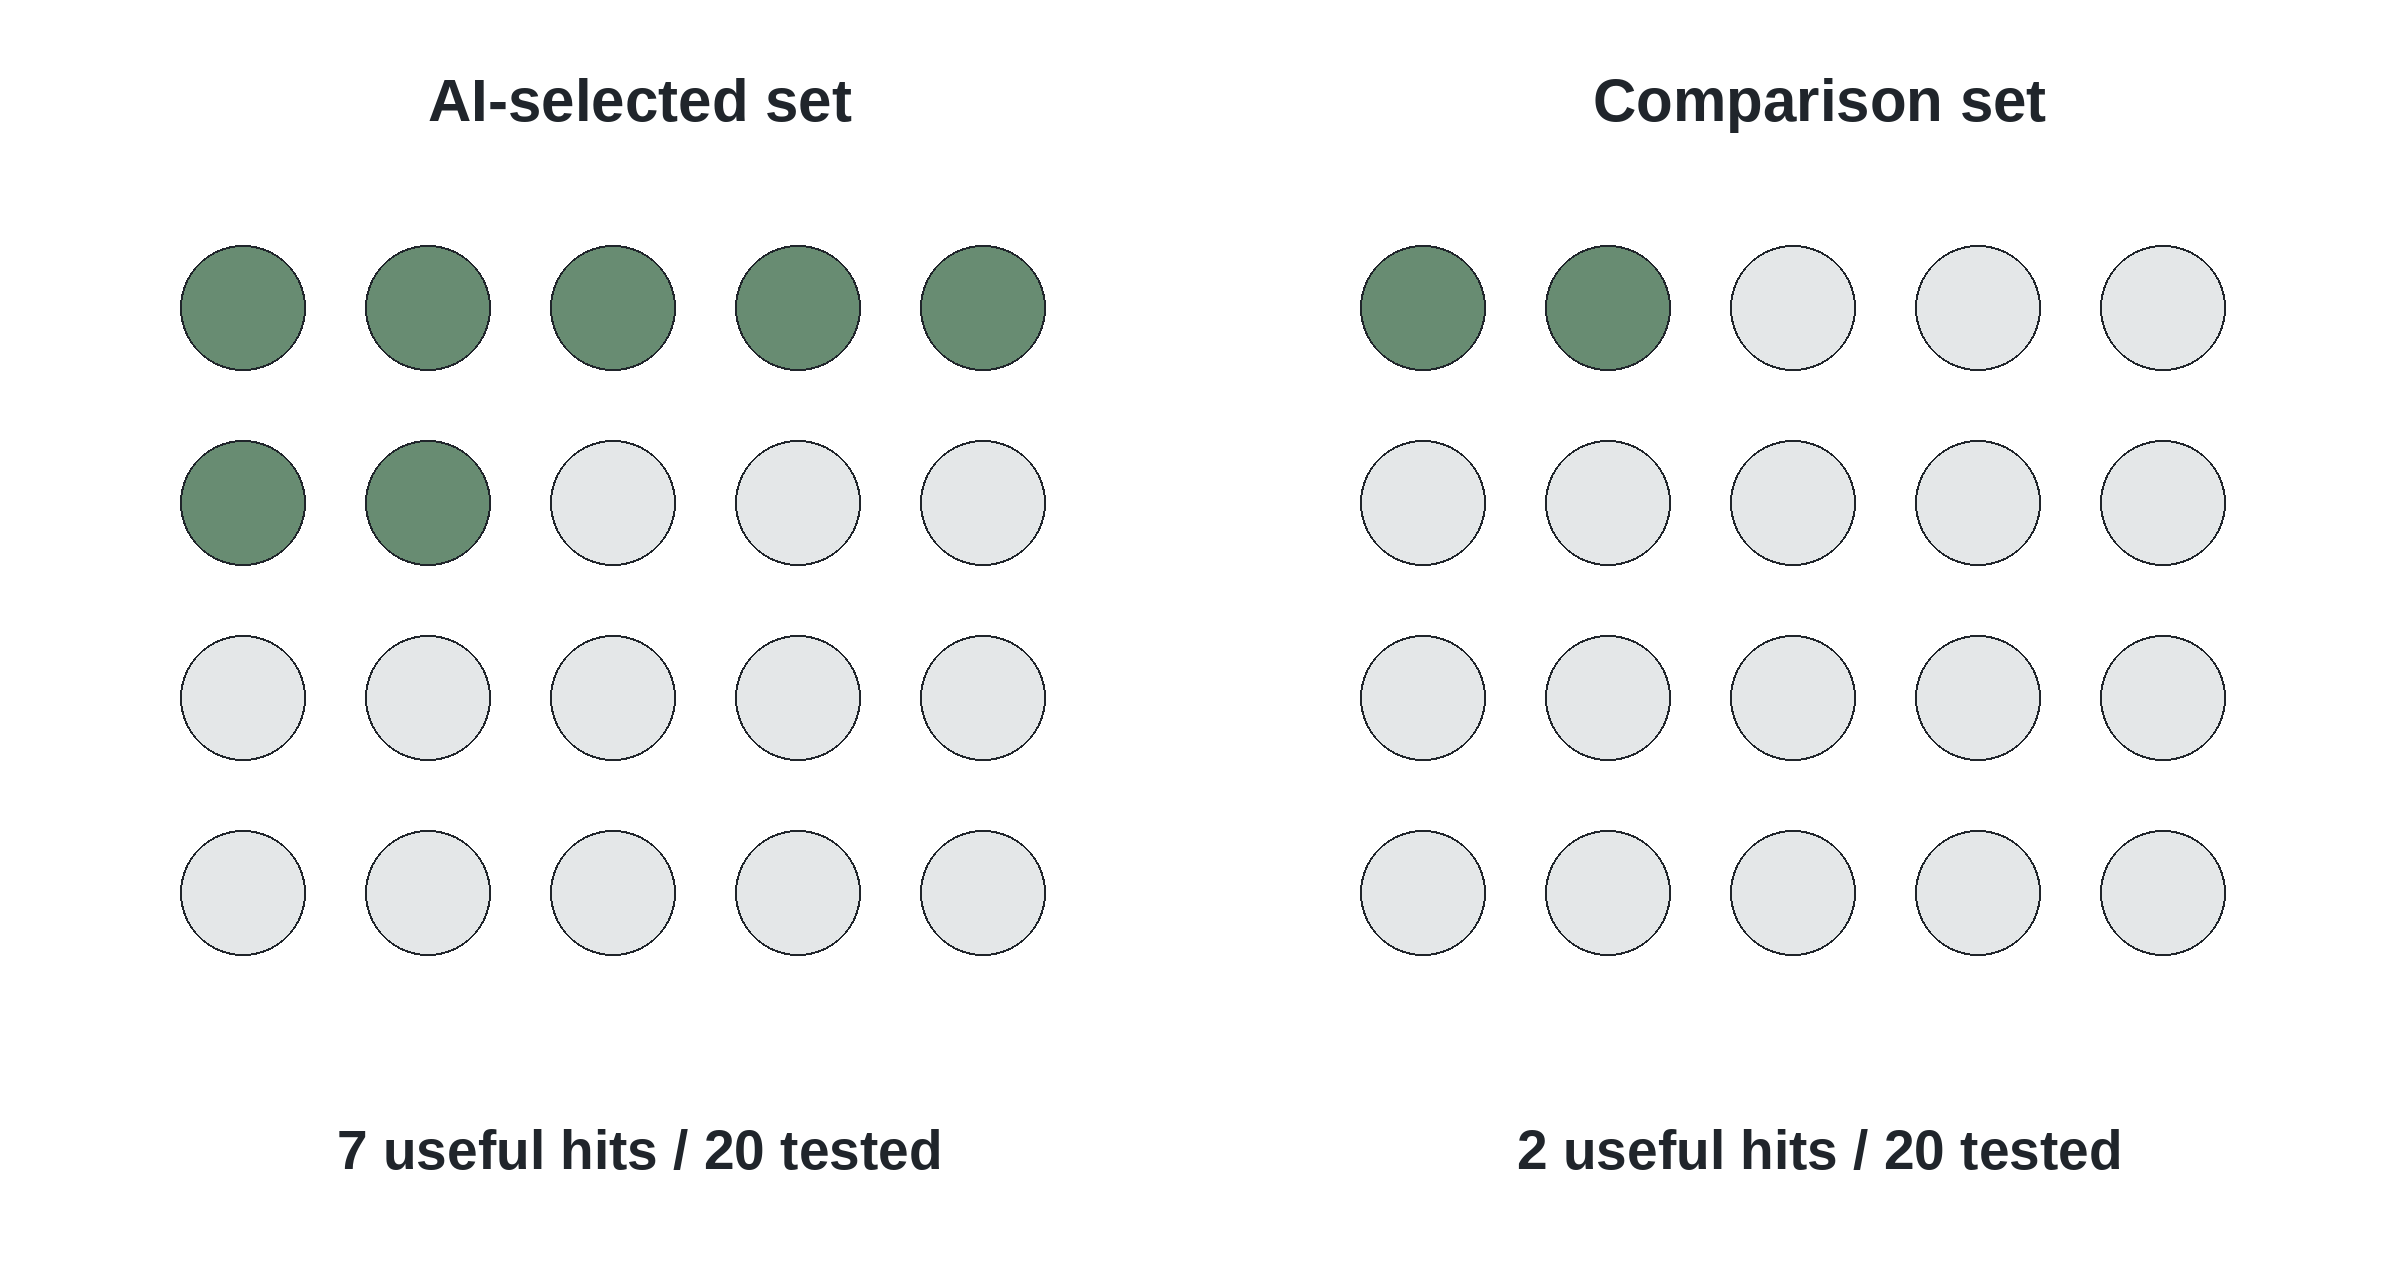 AI-selected set
Comparison set
7 useful hits / 20 tested
2 useful hits / 20 tested